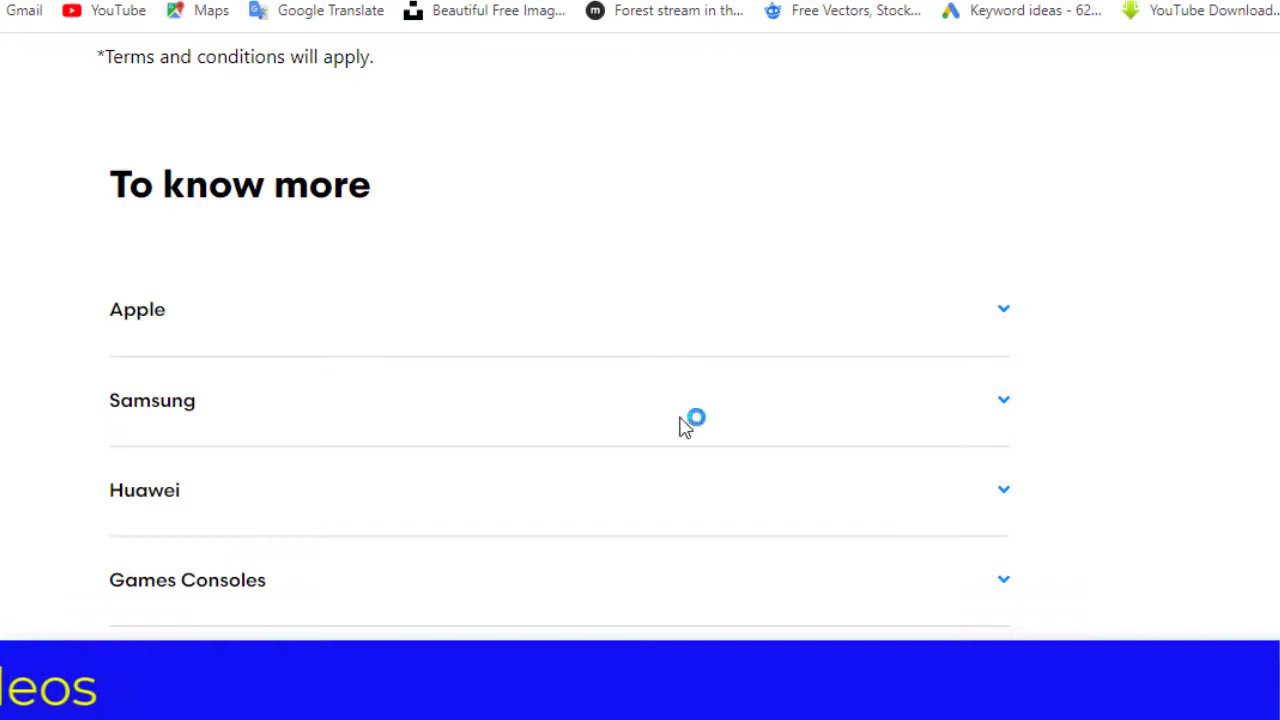 Gmail YouTube Maps Google Translate Beautiful Free Imag... Forest stream in th... Free Vectors, Stock... Keyword ideas - 62... YouTube Download...
*Terms and conditions will apply.
To know more
Apple
Samsung
Huawei
Games Consoles
leos